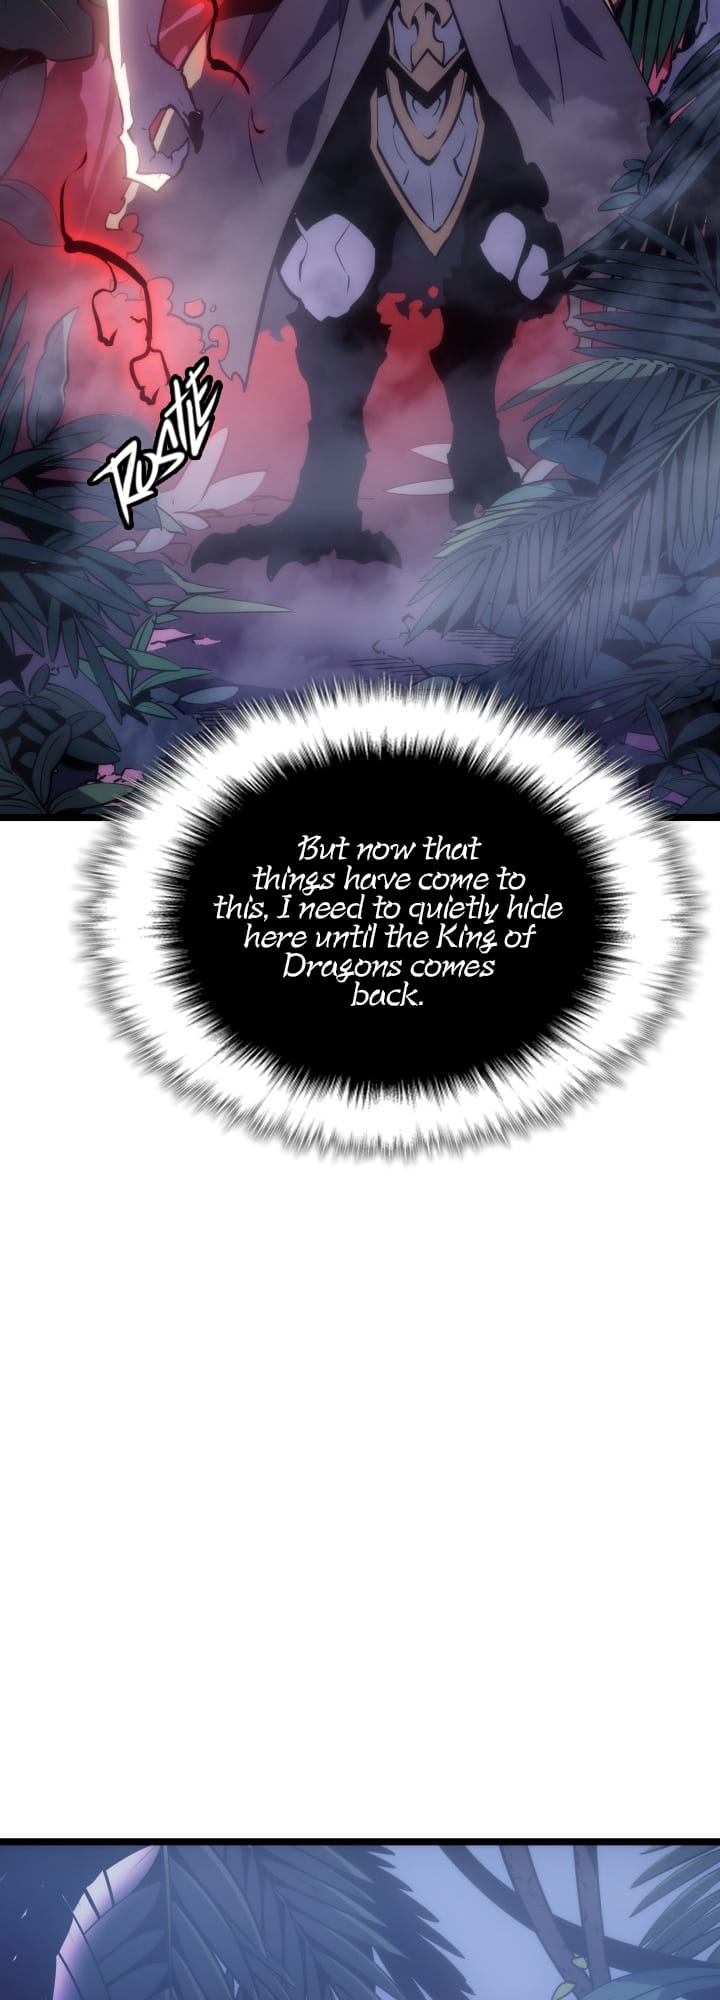 ROSTLE
But now that
things have come to
this, I need to quietly hide
here until the King of
Dragons comes
back.